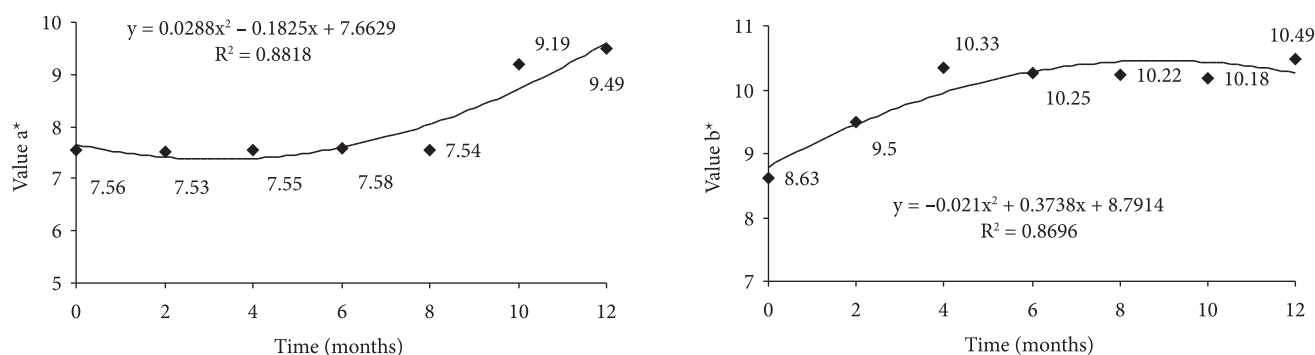 y = 0.0288x² – 0.1825x + 7.6629
R² = 0.8818
Value a*
10
9
8
7
6
5
7.56
7.53
7.55
7.58
7.54
9.19
9.49
0 2 4 6 8 10 12
Time (months)
Value b*
11
10
9
8
7
8.63
9.5
10.33
10.25
10.22
10.18
10.49
y = –0.021x² + 0.3738x + 8.7914
R² = 0.8696
0 2 4 6 8 10 12
Time (months)